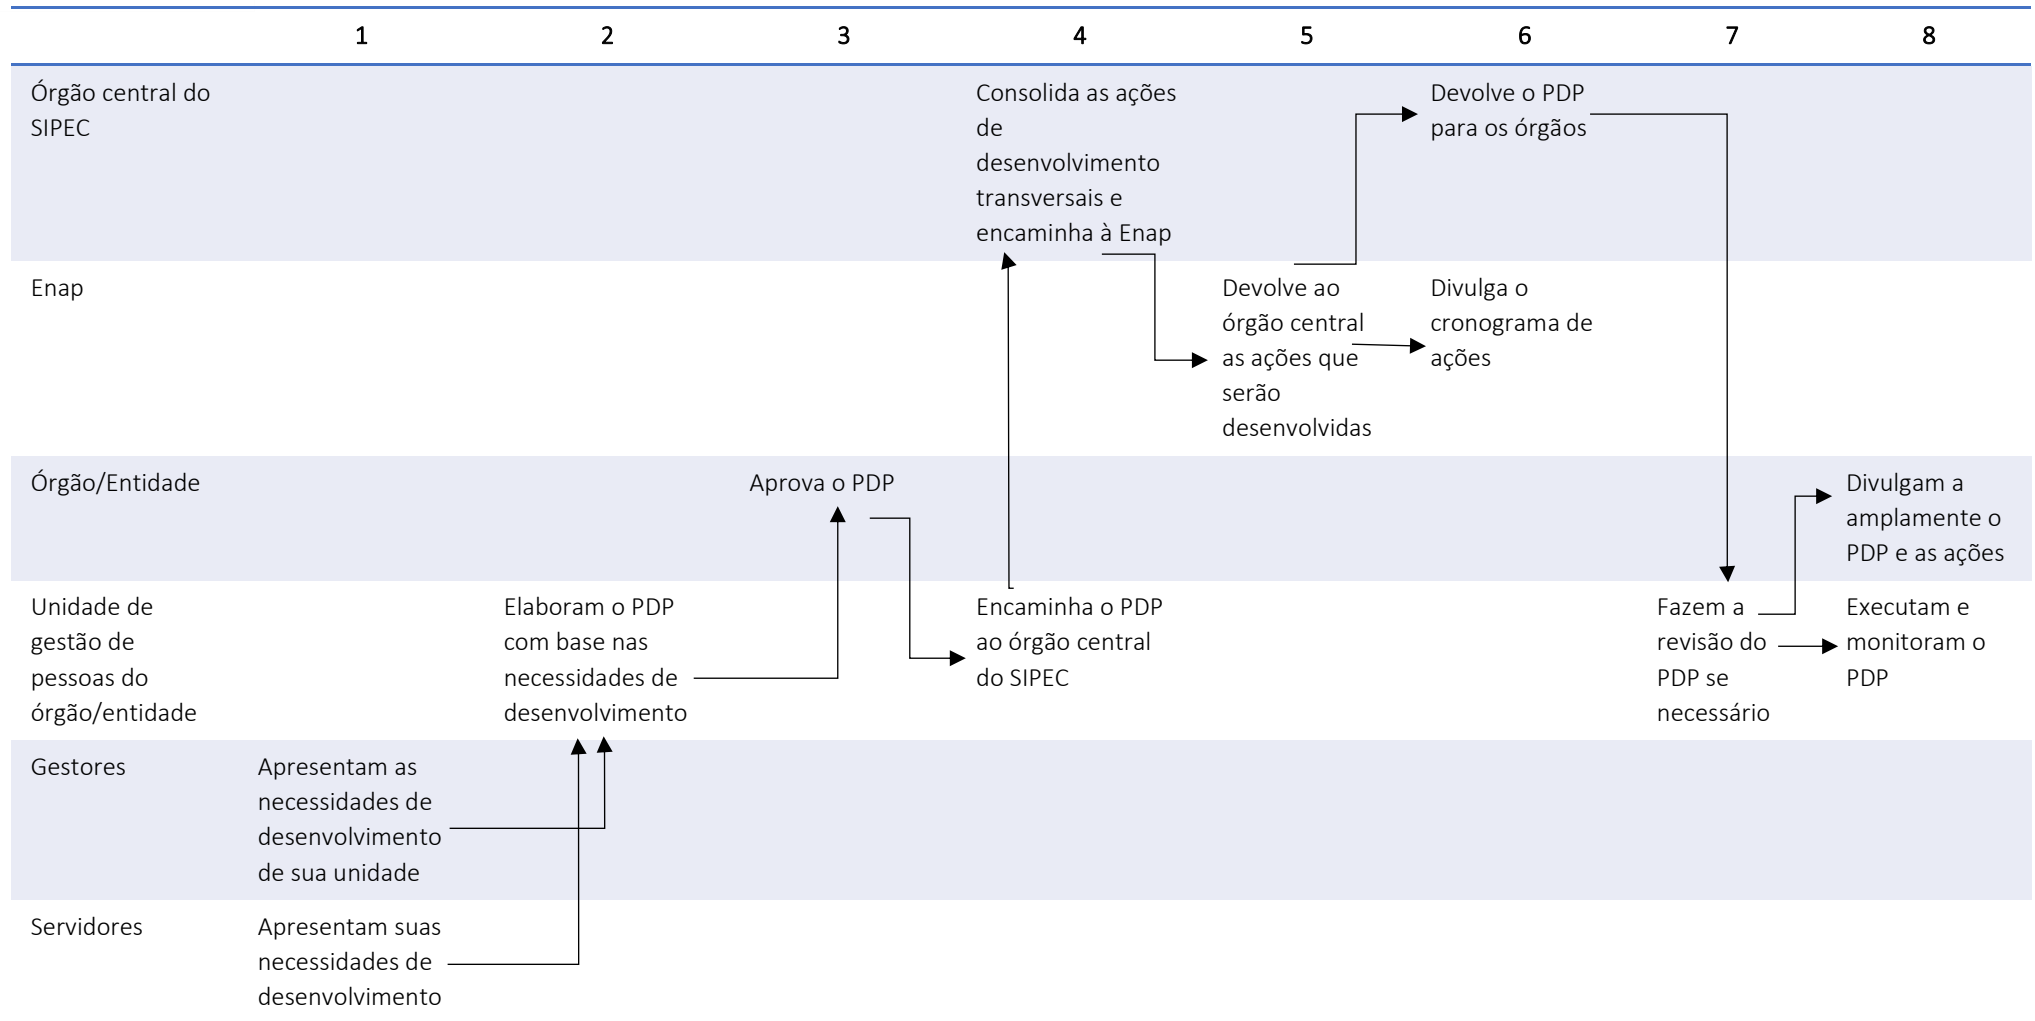 1 2 3 4 5 6 7 8
Órgão central do
SIPEC
Consolida as ações
de
desenvolvimento
transversais e
encaminha à Enap
Devolve o PDP
para os órgãos
Enap
Devolve ao
órgão central
as ações que
serão
desenvolvidas
Divulga o
cronograma de
ações
Órgão/Entidade
Aprova o PDP
Divulgam a
amplamente o
PDP e as ações
Unidade de
gestão de
pessoas do
órgão/entidade
Elaboram o PDP
com base nas
necessidades de
desenvolvimento
Encaminha o PDP
ao órgão central
do SIPEC
Fazem a
revisão do
PDP se
necessário
Executam e
monitoram o
PDP
Gestores
Apresentam as
necessidades de
desenvolvimento
de sua unidade
Servidores
Apresentam suas
necessidades de
desenvolvimento